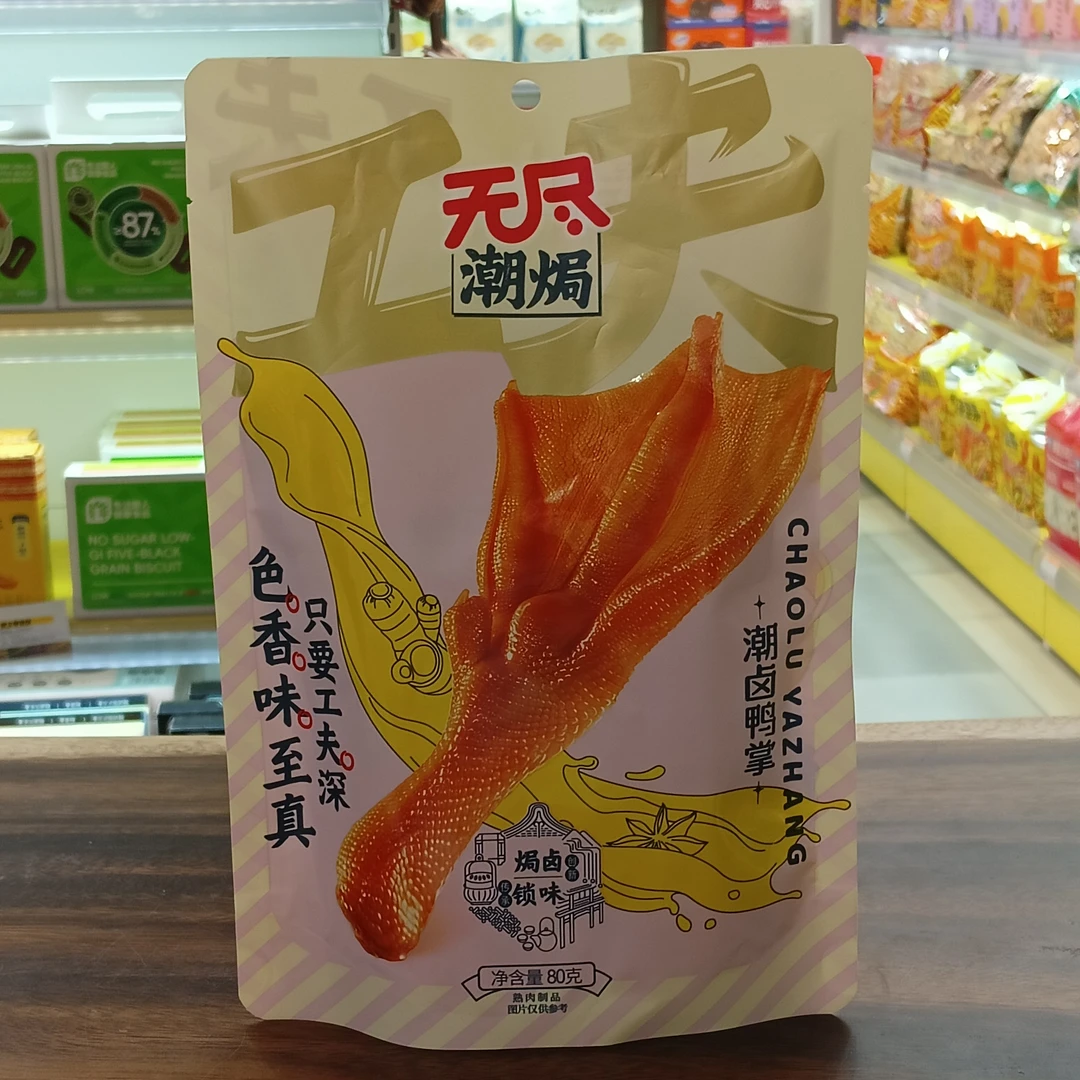 工夫
无尽
潮焗
只要工夫深
色香味至真
CHAOLU YAZHANG
潮卤鸭掌
焗卤
锁味
净含量 80克
熟肉制品
图片仅供参考
≥87%
NO SUGAR LOW-
GI FIVE-BLACK
GRAIN BISCUIT